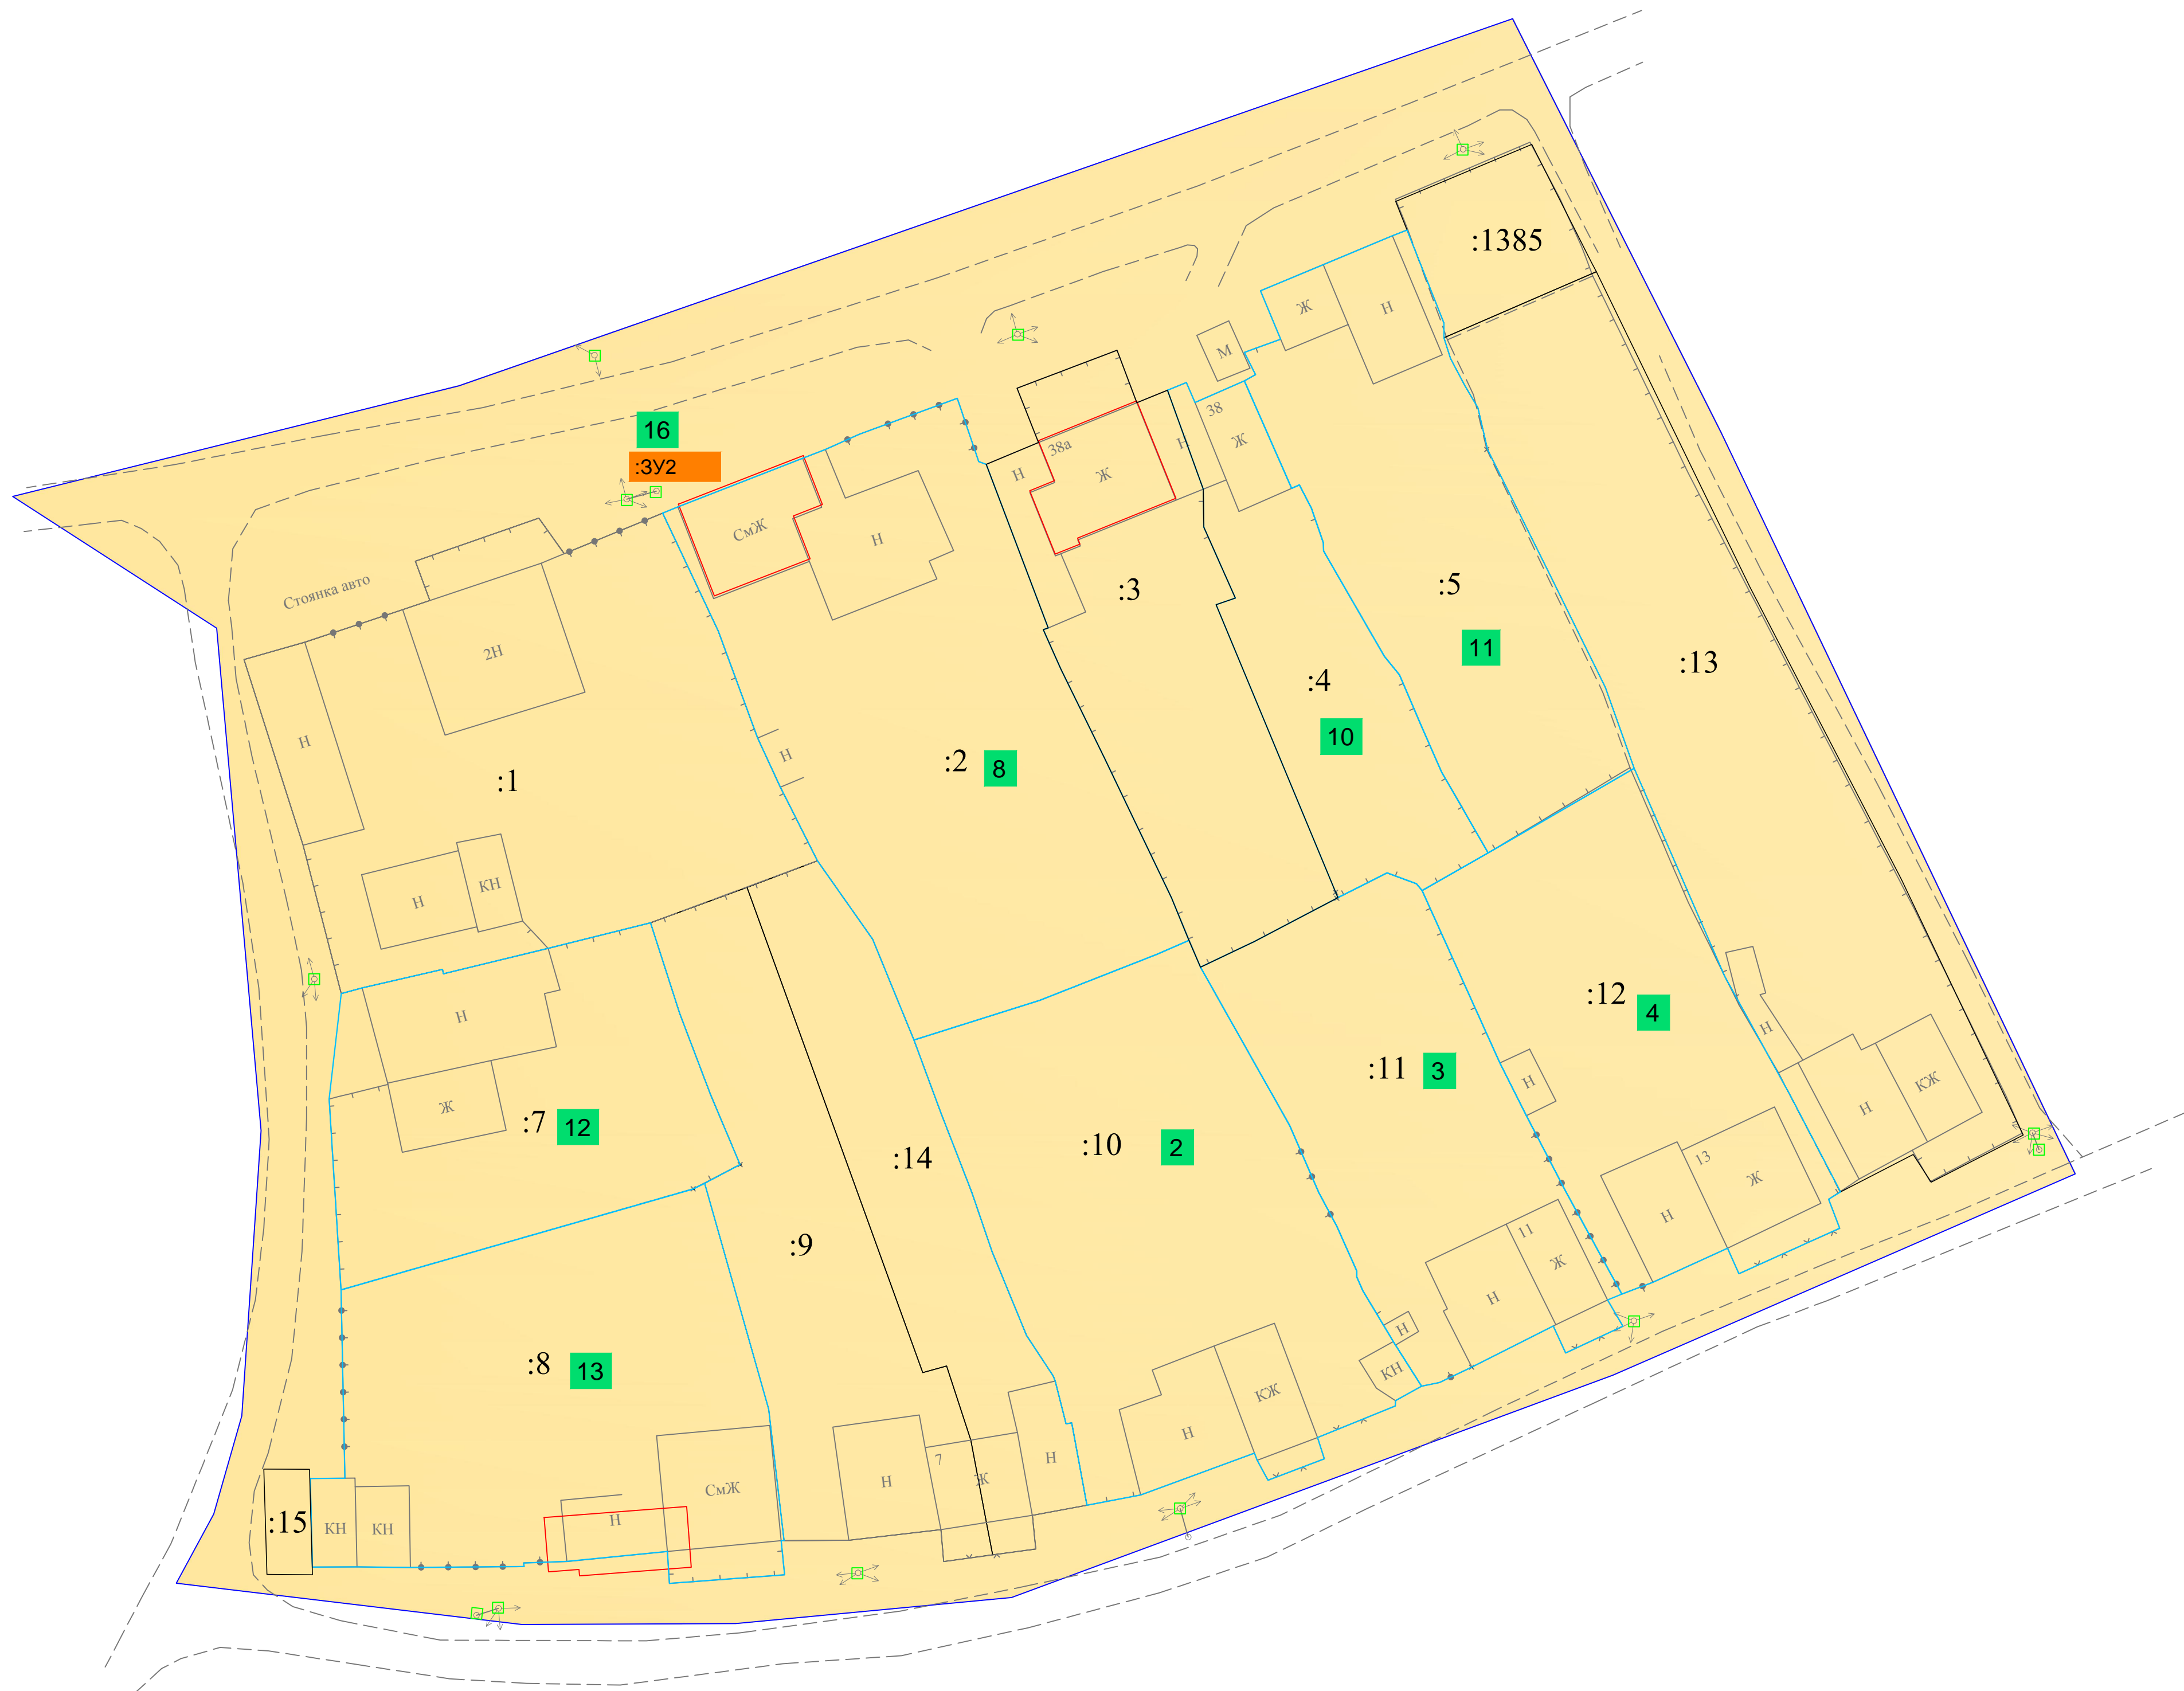 :1385
Ж
Н
М
38
Ж
16
:ЗУ2
38а
Н
Ж
Н
СмЖ
Н
Стоянка авто
:3
:5
2Н
11
:13
:4
Н
10
Н
:1
:2
8
КН
Н
:12
4
Н
Н
:11
3
Н
КЖ
Ж
:7
12
Н
:10
2
:14
13
Ж
Н
:9
11
Ж
Н
Н
:8
13
КН
КЖ
Н
7
Ж
Н
Н
СмЖ
Н
:15
КН
КН